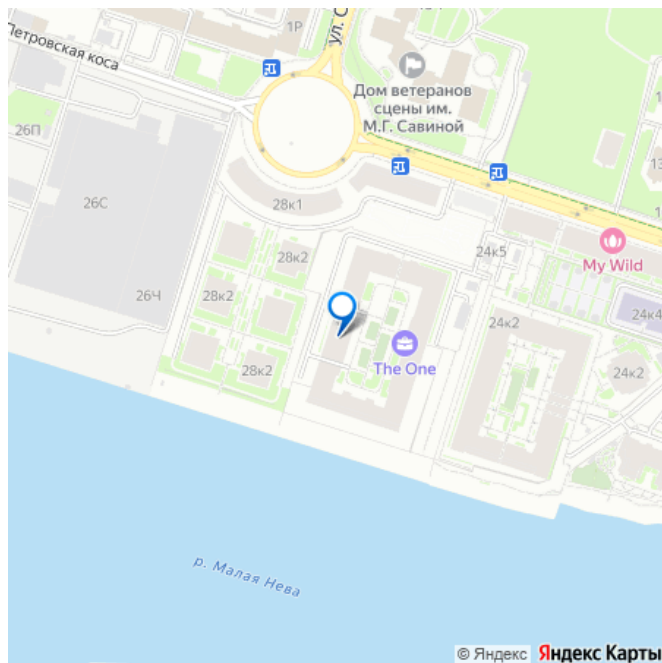 1Р
Петровская коса
Дом ветеранов
сцены им.
М.Г. Савиной
26П
26С
28к1
28к2
24к5
My Wild
28к2
26Ч
24к2
24к4
The One
28к2
24к2
р. Малая Нева
© Яндекс Яндекс Карты